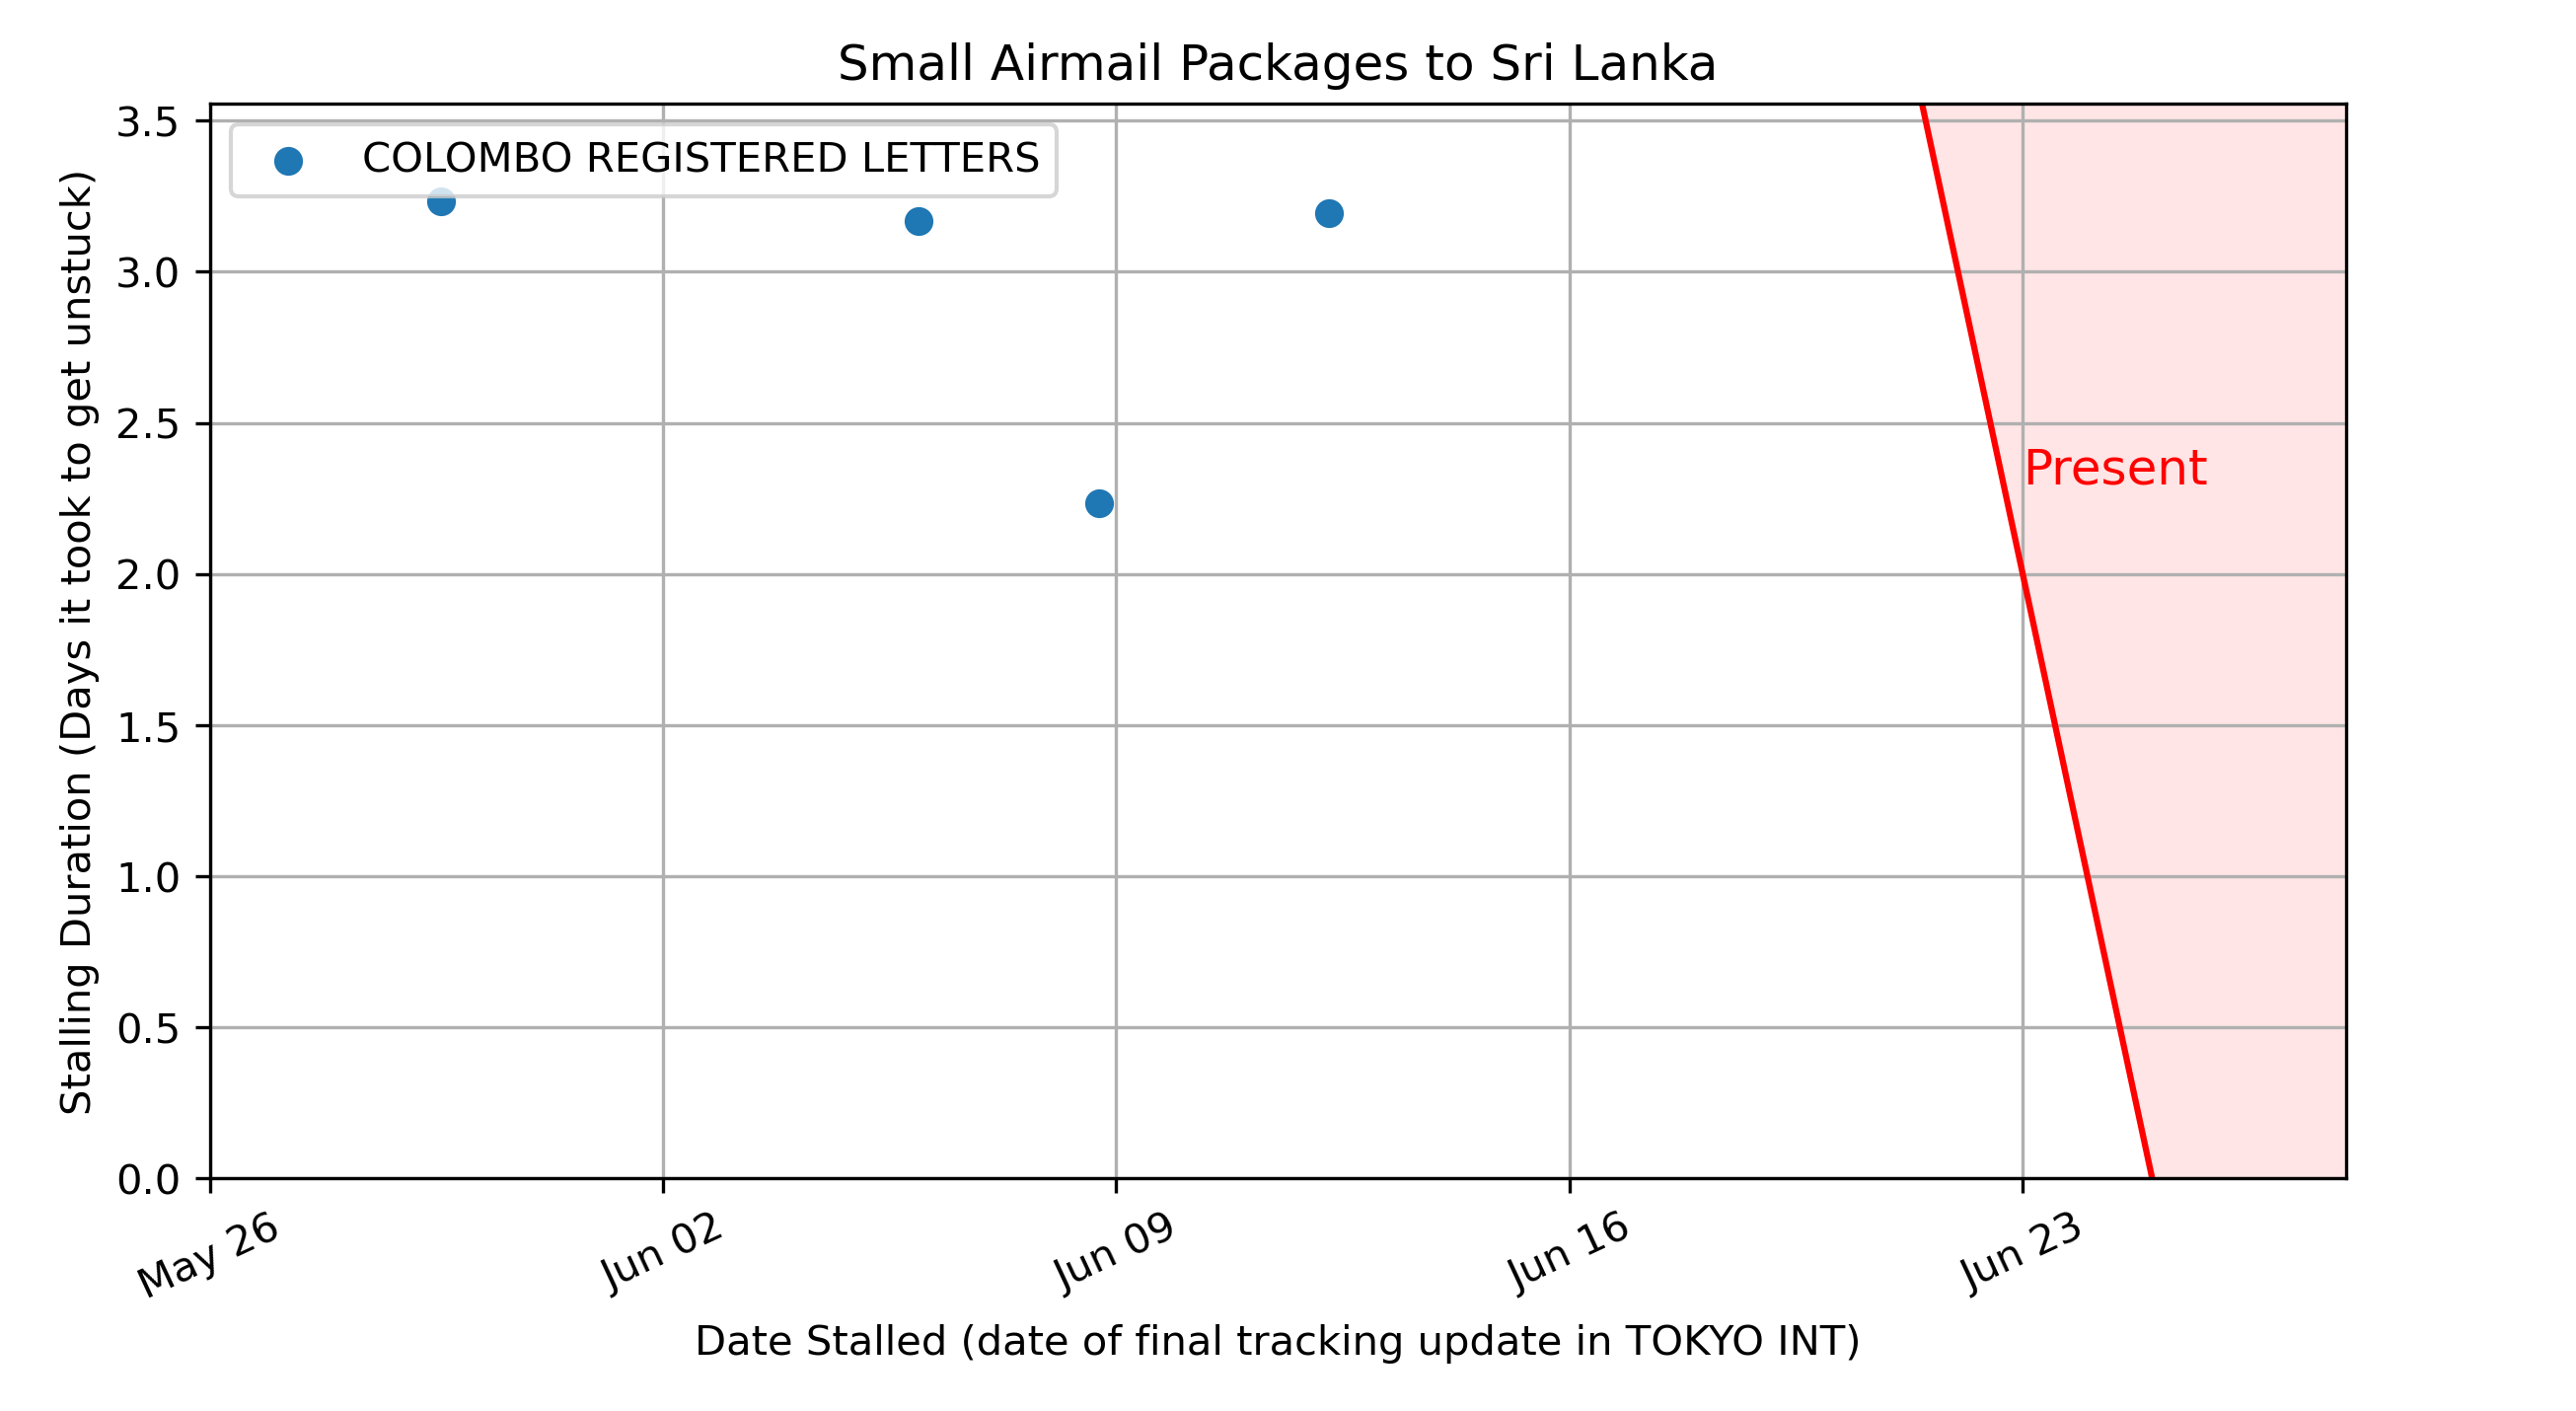 Small Airmail Packages to Sri Lanka
COLOMBO REGISTERED LETTERS
Stalling Duration (Days it took to get unstuck)
3.5
3.0
2.5
2.0
1.5
1.0
0.5
0.0
Present
May 26
Jun 02
Jun 09
Jun 16
Jun 23
Date Stalled (date of final tracking update in TOKYO INT)